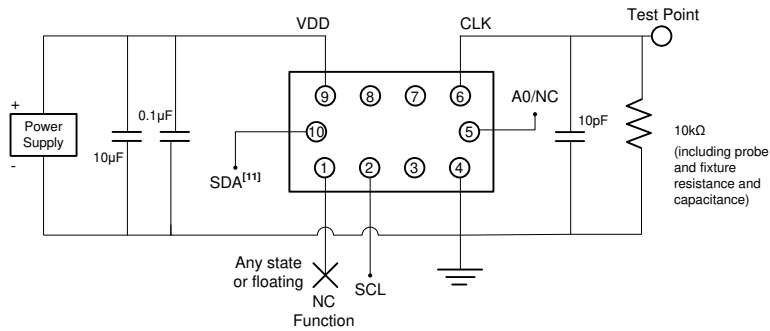 Test Point
VDD
CLK
+
Power
Supply
-
10µF
0.1µF
9
8
7
6
10
5
1
2
3
4
A0/NC
SDA[11]
10pF
10kΩ
(including probe
and fixture
resistance and
capacitance)
Any state
or floating
NC
Function
SCL